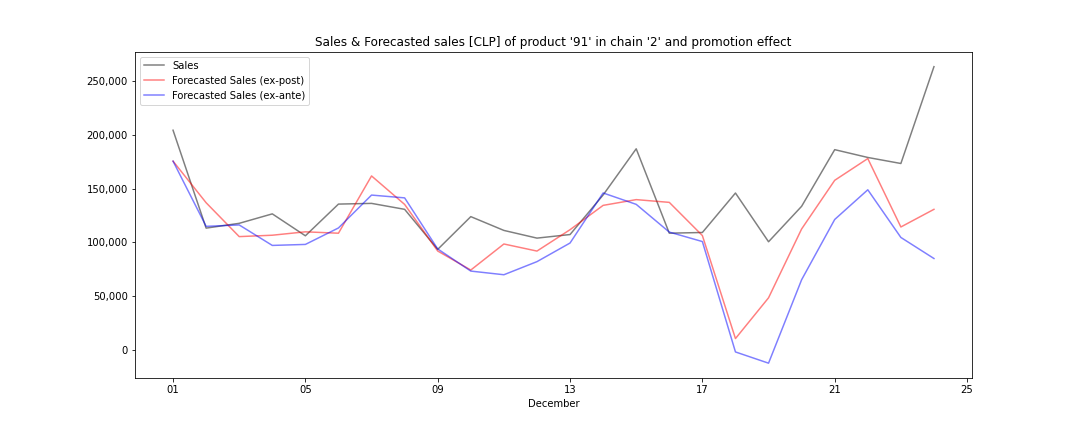 Sales & Forecasted sales [CLP] of product '91' in chain '2' and promotion effect
Sales
Forecasted Sales (ex-post)
Forecasted Sales (ex-ante)
250,000
200,000
150,000
100,000
50,000
0
01 05 09 13 17 21 25
December